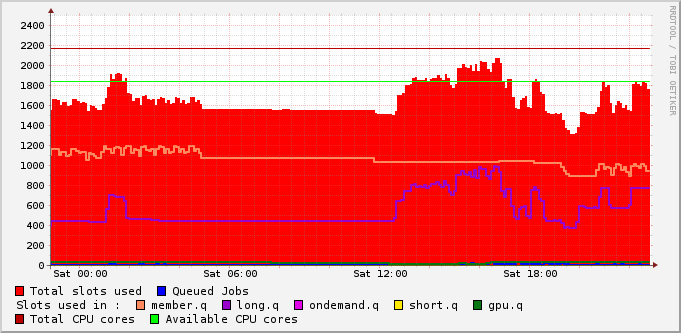 2400
2200
2000
1800
1600
1400
1200
1000
800
600
400
200
0
Sat 00:00 Sat 06:00 Sat 12:00 Sat 18:00
RRDTOOL / TOBI OETIKER
Total slots used Queued Jobs
Slots used in : member.q long.q ondemand.q short.q gpu.q
Total CPU cores Available CPU cores